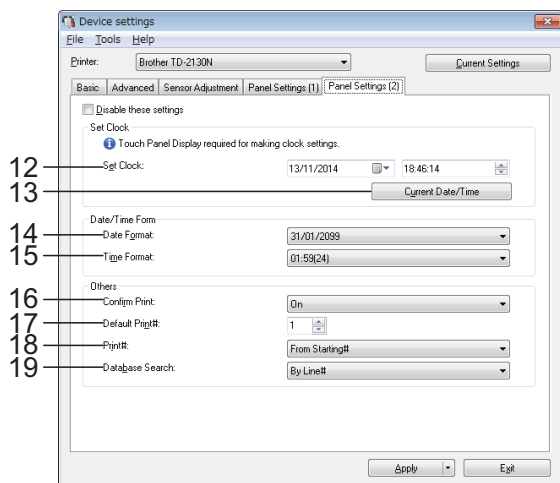 Device settings
File Tools Help
Printer: Brother TD-2130N Current Settings
Basic Advanced Sensor Adjustment Panel Settings (1) Panel Settings (2)
Disable these settings
Set Clock
Touch Panel Display required for making clock settings.
12 Set Clock: 13/11/2014 18:46:14
13 Current Date/Time
Date/Time Form
14 Date Format: 31/01/2099
15 Time Format: 01:59(24)
Others
16 Confirm Print: On
17 Default Print#: 1
18 Print#: From Starting#
19 Database Search: By Line#
Apply Exit